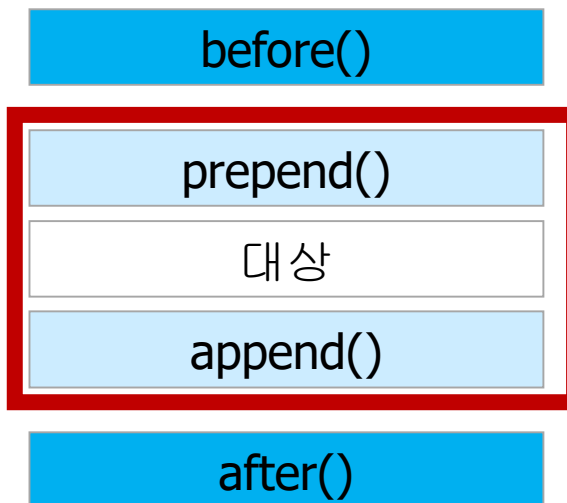 before()
prepend()
대상
append()
after()